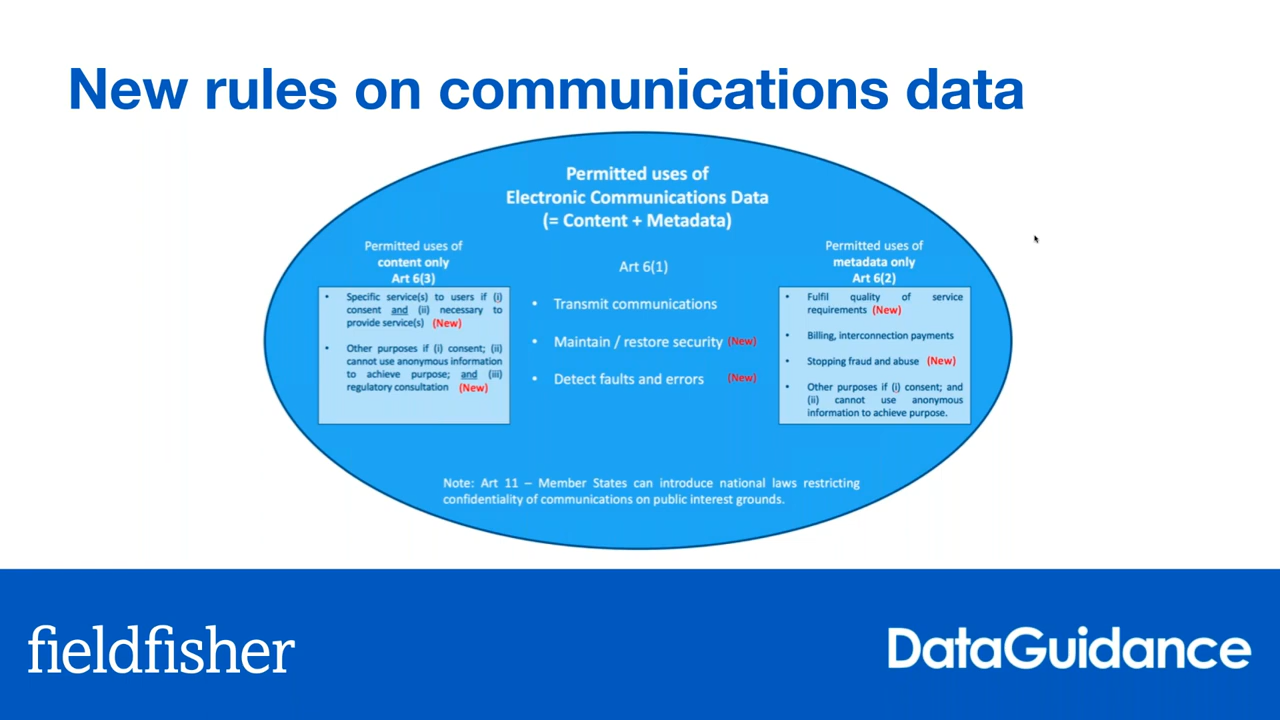 New rules on communications data
Permitted uses of
Electronic Communications Data
(= Content + Metadata)
Permitted uses of
content only
Art 6(3)
• Specific service(s) to users if (i)
consent and (ii) necessary to
provide service(s) (New)
• Other purposes if (i) consent; (ii)
cannot use anonymous information
to achieve purpose; and (iii)
regulatory consultation (New)
Art 6(1)
• Transmit communications
• Maintain / restore security (New)
• Detect faults and errors (New)
Permitted uses of
metadata only
Art 6(2)
• Fulfil quality of service
requirements (New)
• Billing, interconnection payments
• Stopping fraud and abuse (New)
• Other purposes if (i) consent; and
(ii) cannot use anonymous
information to achieve purpose.
Note: Art 11 – Member States can introduce national laws restricting
confidentiality of communications on public interest grounds.
fieldfisher
DataGuidance